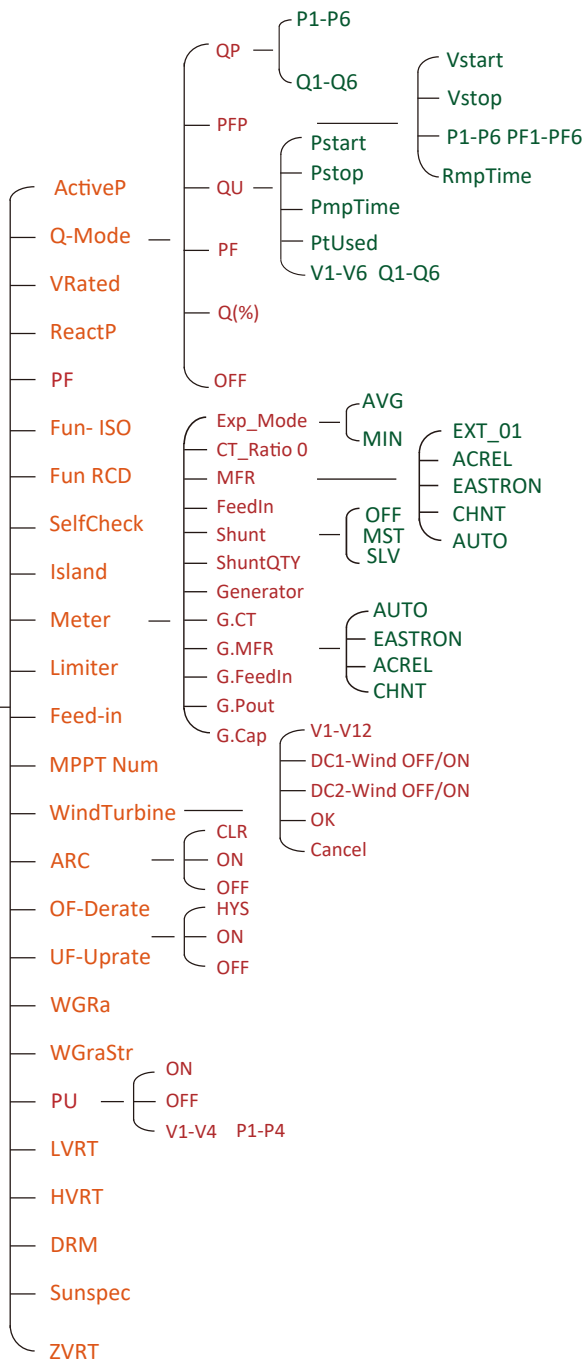 ActiveP
Q-Mode
QP
P1-P6
Q1-Q6
PFP
Vstart
Vstop
P1-P6 PF1-PF6
RmpTime
QU
Pstart
Pstop
PmpTime
PtUsed
V1-V6 Q1-Q6
PF
Q(%)
OFF
VRated
ReactP
PF
Fun- ISO
Fun RCD
SelfCheck
Island
Meter
Exp_Mode
AVG
MIN
CT_Ratio 0
MFR
EXT_01
ACREL
EASTRON
CHNT
AUTO
FeedIn
Shunt
OFF
MST
SLV
ShuntQTY
Generator
G.CT
G.MFR
AUTO
EASTRON
ACREL
CHNT
G.FeedIn
G.Pout
G.Cap
Limiter
Feed-in
MPPT Num
WindTurbine
V1-V12
DC1-Wind OFF/ON
DC2-Wind OFF/ON
OK
Cancel
ARC
CLR
ON
OFF
OF-Derate
UF-Uprate
HYS
ON
OFF
WGRa
WGraStr
PU
ON
OFF
V1-V4 P1-P4
LVRT
HVRT
DRM
Sunspec
ZVRT